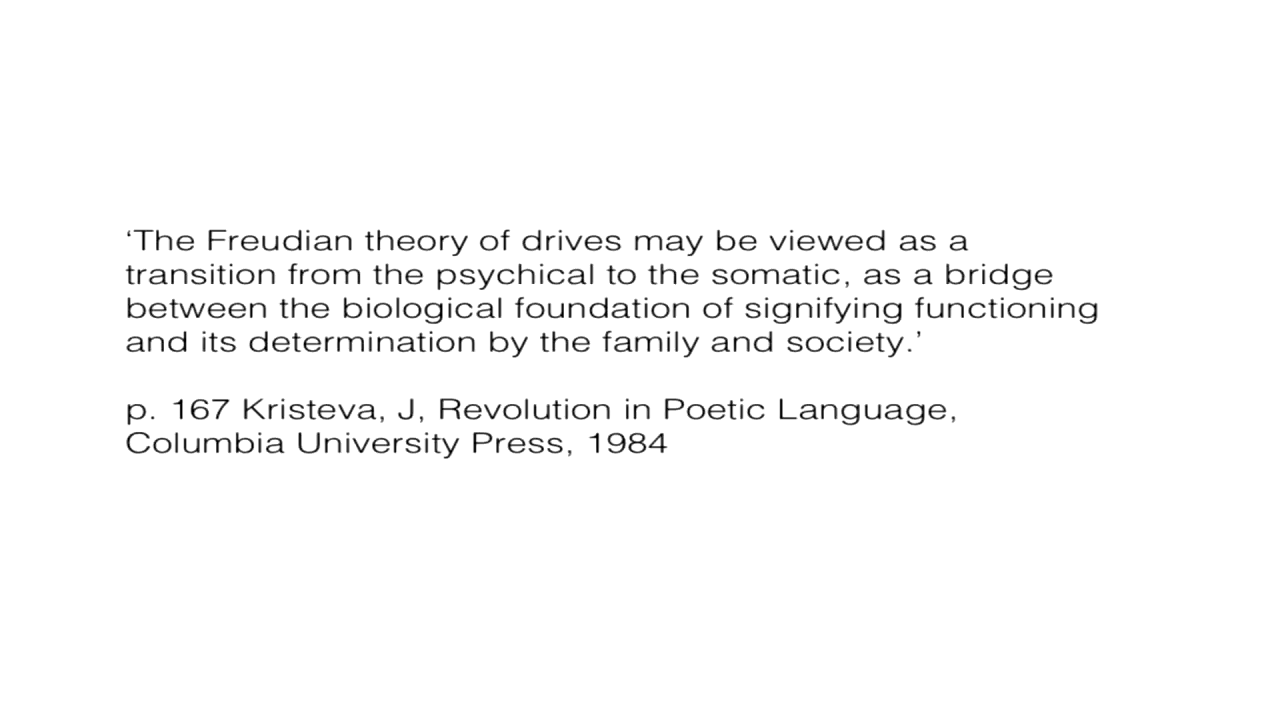 ‘The Freudian theory of drives may be viewed as a
transition from the psychical to the somatic, as a bridge
between the biological foundation of signifying functioning
and its determination by the family and society.’
p. 167 Kristeva, J, Revolution in Poetic Language,
Columbia University Press, 1984